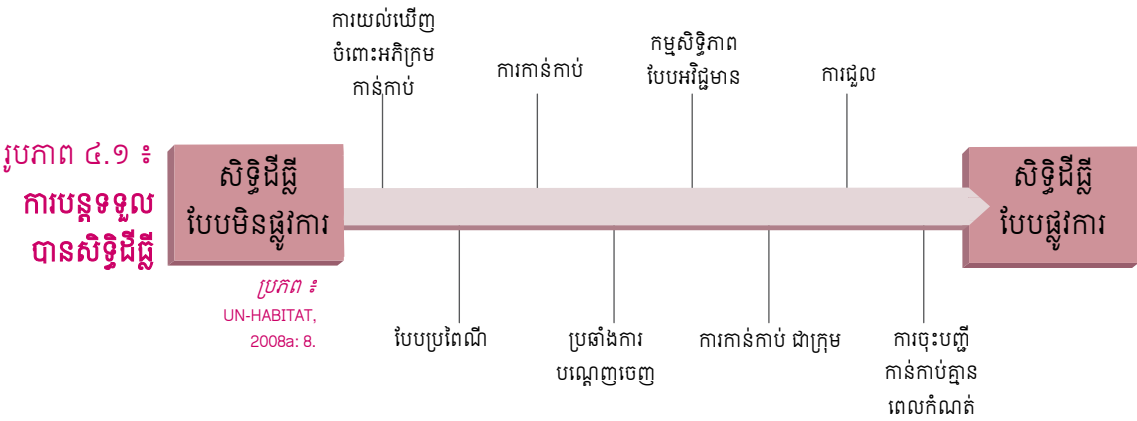 ការយល់ឃើញ
ចំពោះអភិក្រម
កាន់កាប់
ការកាន់កាប់
កម្មសិទ្ធិភាព
បែបអវិជ្ជមាន
ការជួល
រូបភាព ៤.១ ៖
ការបន្តទទួល
បានសិទ្ធិដីធ្លី
ប្រភព ៖
UN-HABITAT,
2008a: 8.
សិទ្ធិដីធ្លី
បែបមិនផ្លូវការ
សិទ្ធិដីធ្លី
បែបផ្លូវការ
បែបប្រពៃណី
ប្រឆាំងការ
បណ្តេញចេញ
ការកាន់កាប់ ជាក្រុម
ការចុះបញ្ជី
កាន់កាប់គ្មាន
ពេលកំណត់